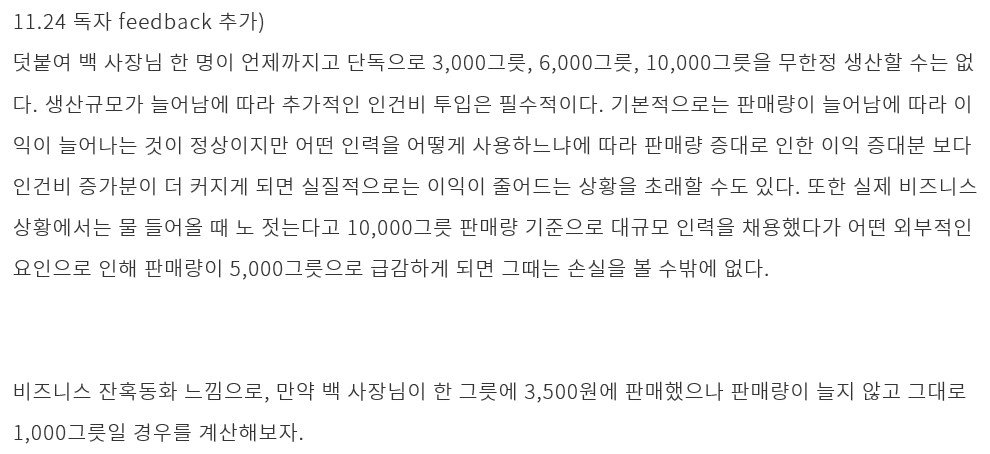 11.24 독자 feedback 추가)
덧붙여 백 사장님 한 명이 언제까지고 단독으로 3,000그릇, 6,000그릇, 10,000그릇을 무한정 생산할 수는 없
다. 생산규모가 늘어남에 따라 추가적인 인건비 투입은 필수적이다. 기본적으로는 판매량이 늘어남에 따라 이
익이 늘어나는 것이 정상이지만 어떤 인력을 어떻게 사용하느냐에 따라 판매량 증대로 인한 이익 증대분 보다
인건비 증가분이 더 커지게 되면 실질적으로는 이익이 줄어드는 상황을 초래할 수도 있다. 또한 실제 비즈니스
상황에서는 물 들어올 때 노 젓는다고 10,000그릇 판매량 기준으로 대규모 인력을 채용했다가 어떤 외부적인
요인으로 인해 판매량이 5,000그릇으로 급감하게 되면 그때는 손실을 볼 수밖에 없다.
비즈니스 잔혹동화 느낌으로, 만약 백 사장님이 한 그릇에 3,500원에 판매했으나 판매량이 늘지 않고 그대로
1,000그릇일 경우를 계산해보자.